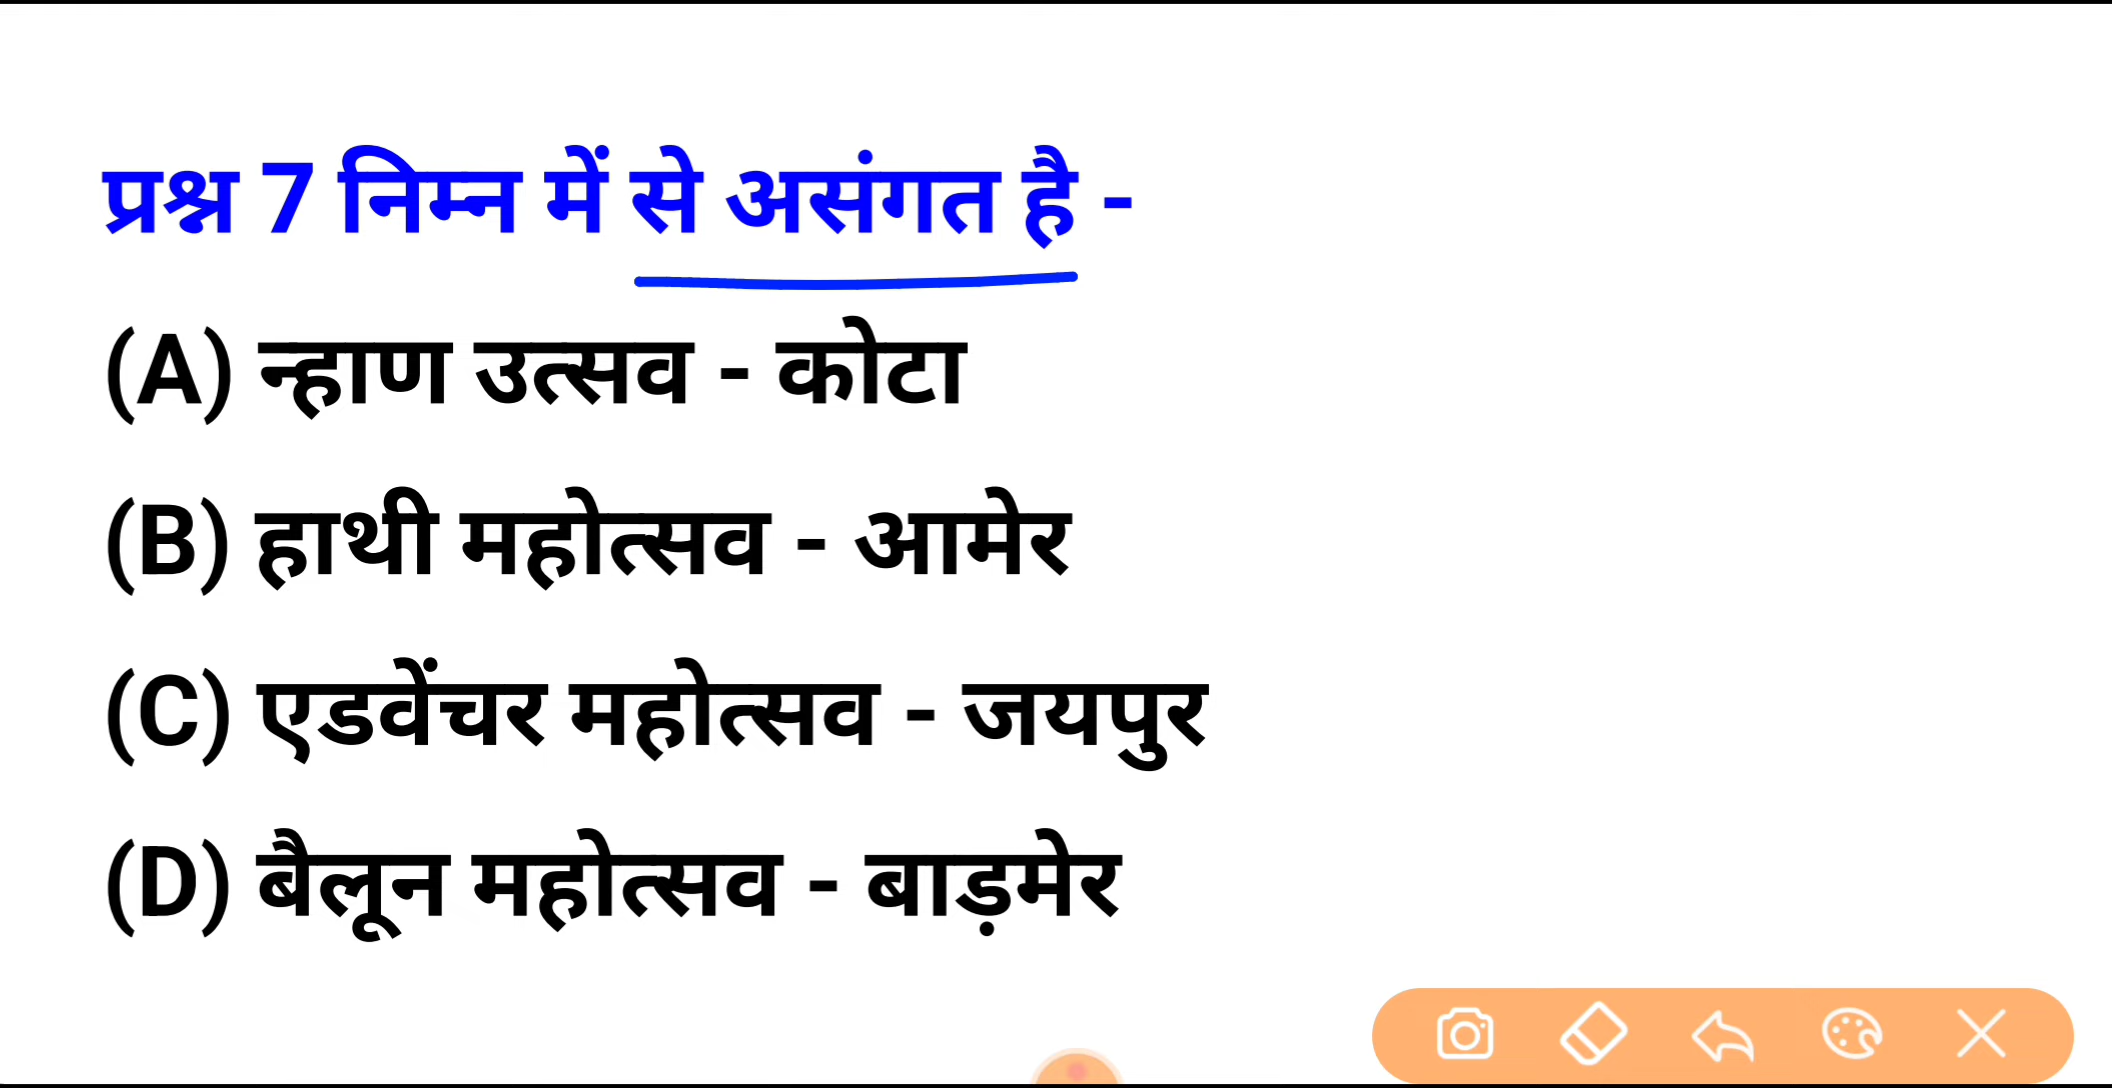 प्रश्न 7 निम्न में से असंगत है -
(A) न्हाण उत्सव - कोटा
(B) हाथी महोत्सव - आमेर
(C) एडवेंचर महोत्सव - जयपुर
(D) बैलून महोत्सव - बाड़मेर